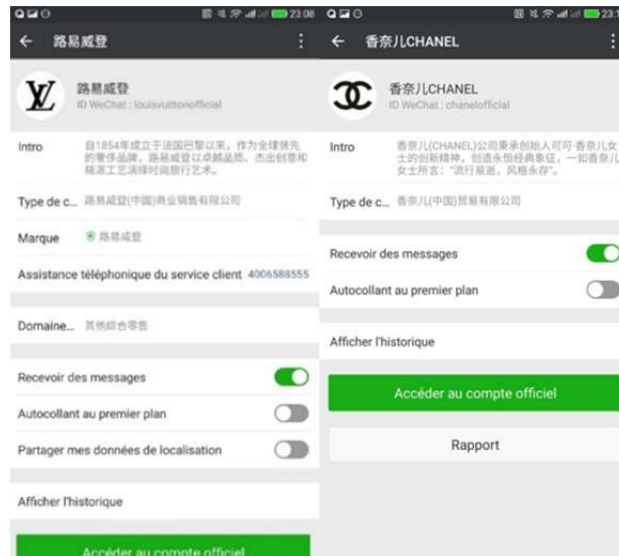 23:08
路易威登
路易威登
ID WeChat : louisvuittonofficial
Intro
自1854年成立于法国巴黎以来，作为全球领先
的奢侈品牌，路易威登以卓越品质、杰出创意和
精湛工艺演绎时尚旅行艺术。
Type de c... 路易威登(中国)商业销售有限公司
Marque 路易威登
Assistance téléphonique du service client 4006588555
Domaine... 其他综合零售
Recevoir des messages
Autocollant au premier plan
Partager mes données de localisation
Afficher l'historique
Accéder au compte officiel
香奈儿CHANEL
香奈儿CHANEL
ID WeChat : chanelofficial
Intro
香奈儿(CHANEL)公司秉承创始人可可·香奈儿女
士的创新精神，创造永恒经典象征，一如香奈儿
女士所言：“流行易逝，风格永存”。
Type de c... 香奈儿(中国)贸易有限公司
Recevoir des messages
Autocollant au premier plan
Afficher l'historique
Accéder au compte officiel
Rapport